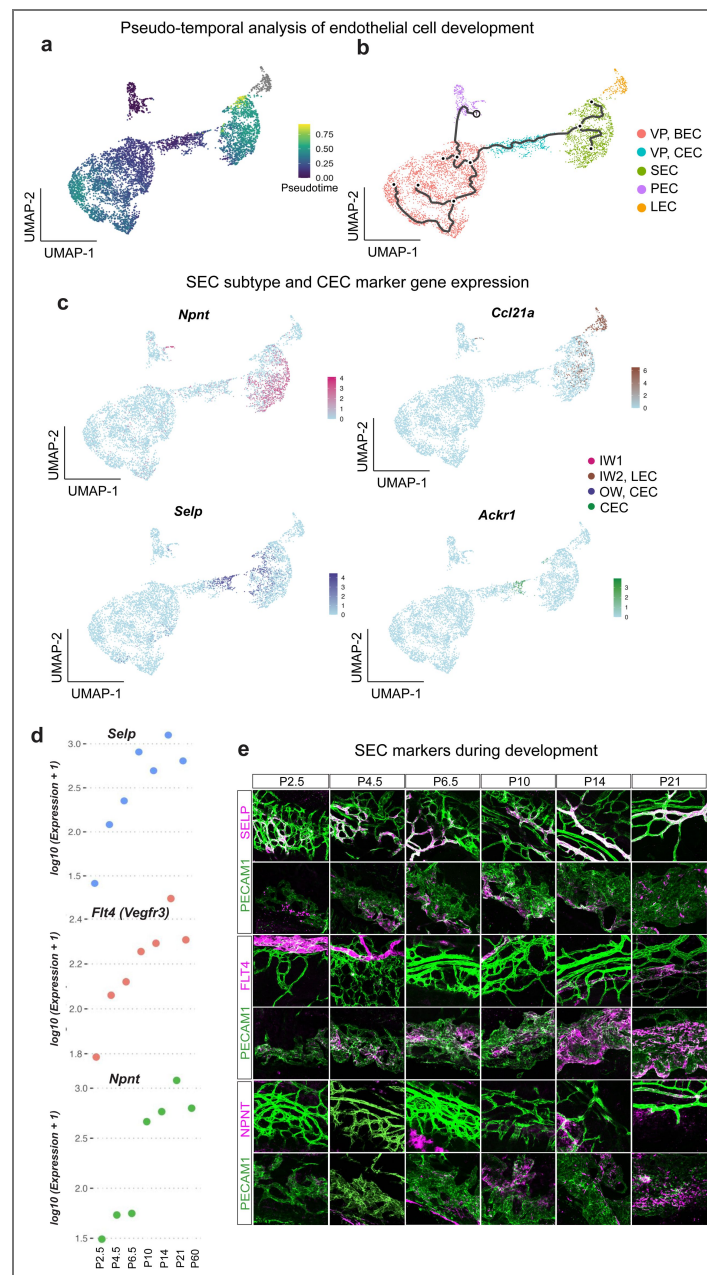 Pseudo-temporal analysis of endothelial cell development
a
UMAP-2
UMAP-1
0.75
0.50
0.25
0.00
Pseudotime
b
UMAP-2
UMAP-1
VP, BEC
VP, CEC
SEC
PEC
LEC
SEC subtype and CEC marker gene expression
c
Npnt
UMAP-2
UMAP-1
4
3
2
1
0
Ccl21a
UMAP-2
UMAP-1
6
4
2
0
IW1
IW2, LEC
OW, CEC
CEC
Selp
UMAP-2
UMAP-1
4
3
2
1
0
Ackr1
UMAP-2
UMAP-1
3
2
1
0
d
Selp
log10 (Expression + 1)
3.0
2.5
2.0
1.5
Flt4 (Vegfr3)
log10 (Expression + 1)
2.4
2.2
2.0
1.8
Npnt
log10 (Expression + 1)
3.0
2.5
2.0
1.5
P2.5
P4.5
P6.5
P10
P14
P21
P60
e
SEC markers during development
P2.5 P4.5 P6.5 P10 P14 P21
SELP
PECAM1
FLT4
PECAM1
NPNT
PECAM1